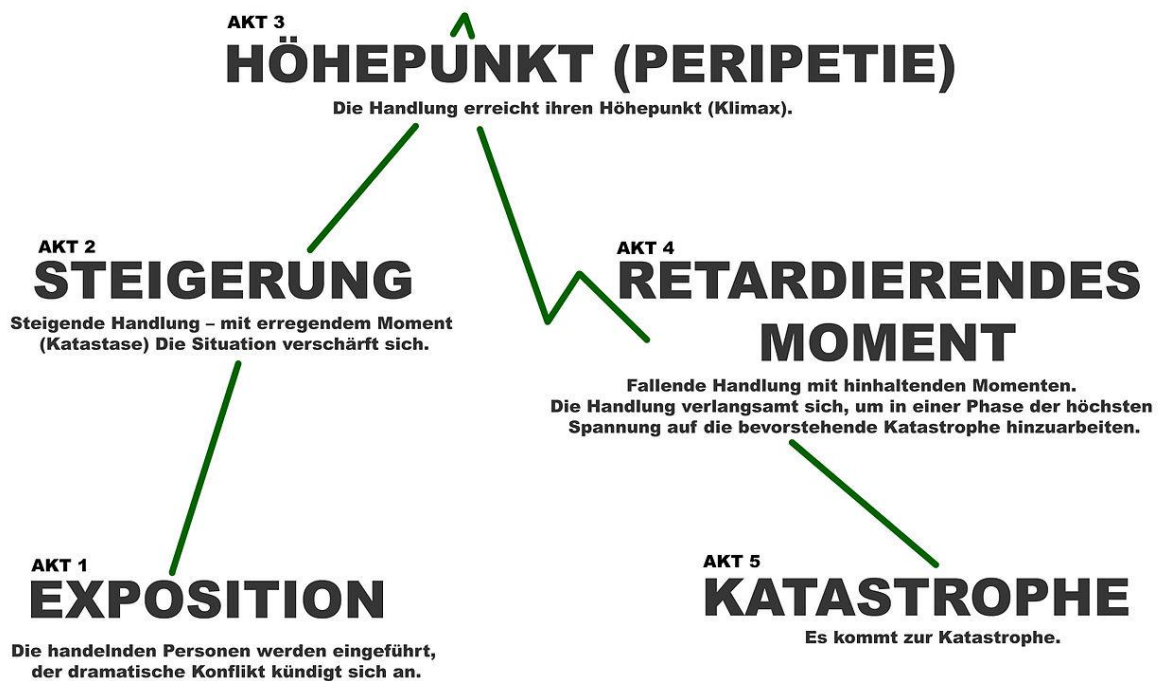 AKT 3
HÖHEPUNKT (PERIPETIE)
Die Handlung erreicht ihren Höhepunkt (Klimax).
AKT 2
STEIGERUNG
Steigende Handlung – mit erregendem Moment
(Katastase) Die Situation verschärft sich.
AKT 4
RETARDIERENDES
MOMENT
Fallende Handlung mit hinhaltenden Momenten.
Die Handlung verlangsamt sich, um in einer Phase der höchsten
Spannung auf die bevorstehende Katastrophe hinzuarbeiten.
AKT 1
EXPOSITION
Die handelnden Personen werden eingeführt,
der dramatische Konflikt kündigt sich an.
AKT 5
KATASTROPHE
Es kommt zur Katastrophe.